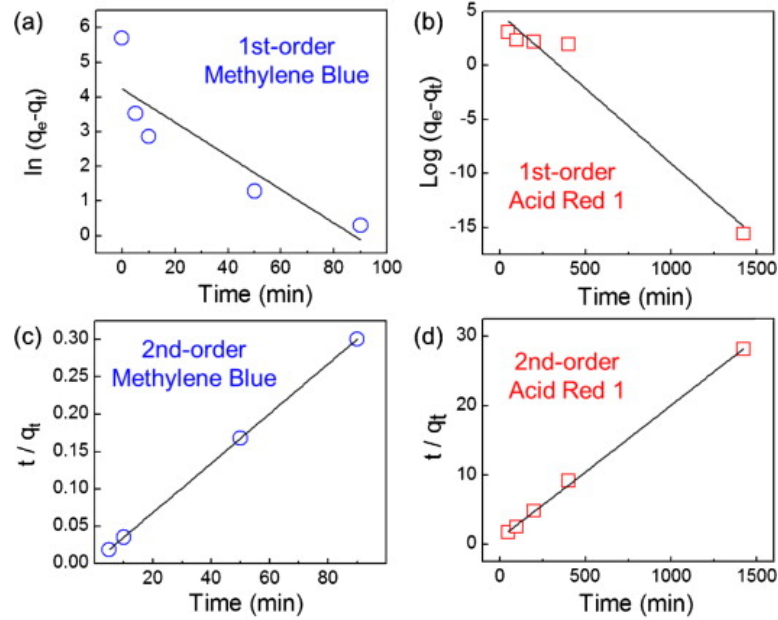 (a)
1st-order
Methylene Blue
6
5
4
3
2
1
0
ln (qe-qt)
0 20 40 60 80 100
Time (min)
(b)
1st-order
Acid Red 1
5
0
-5
-10
-15
Log (qe-qt)
0 500 1000 1500
Time (min)
(c)
2nd-order
Methylene Blue
0.30
0.25
0.20
0.15
0.10
0.05
0.00
t / qt
20 40 60 80
Time (min)
(d)
2nd-order
Acid Red 1
30
20
10
0
t / qt
0 500 1000 1500
Time (min)